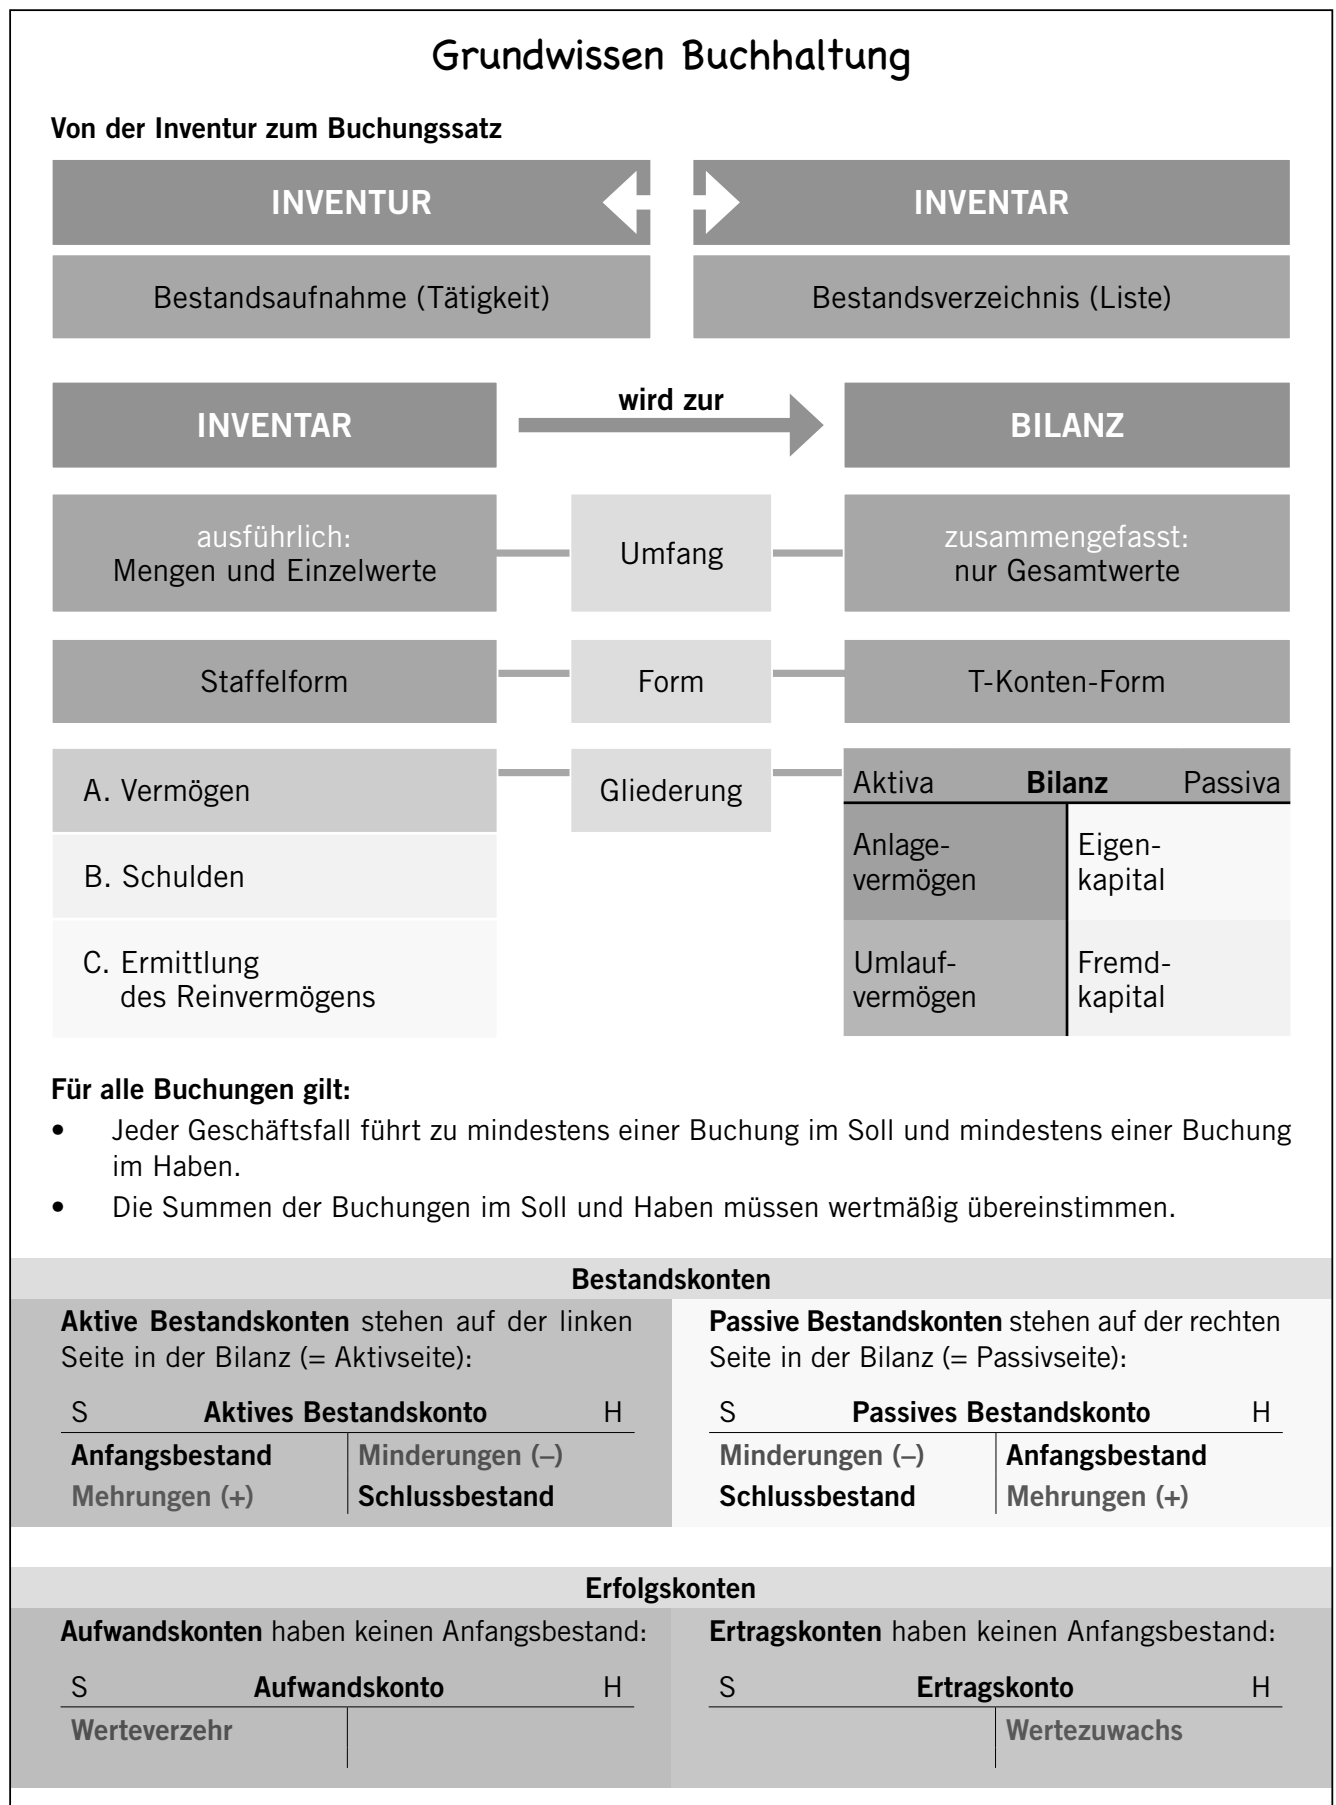 Grundwissen Buchhaltung
Von der Inventur zum Buchungssatz
INVENTUR
INVENTAR
Bestandsaufnahme (Tätigkeit)
Bestandsverzeichnis (Liste)
INVENTAR
wird zur
BILANZ
ausführlich:
Mengen und Einzelwerte
Umfang
zusammengefasst:
nur Gesamtwerte
Staffelform
Form
T-Konten-Form
A. Vermögen
Gliederung
Aktiva Bilanz Passiva
B. Schulden
C. Ermittlung
des Reinvermögens
Anlage-
vermögen
Eigen-
kapital
Umlauf-
vermögen
Fremd-
kapital
Für alle Buchungen gilt:
• Jeder Geschäftsfall führt zu mindestens einer Buchung im Soll und mindestens einer Buchung
im Haben.
• Die Summen der Buchungen im Soll und Haben müssen wertmäßig übereinstimmen.
Bestandskonten
Aktive Bestandskonten stehen auf der linken
Seite in der Bilanz (= Aktivseite):
S Aktives Bestandskonto H
Anfangsbestand Minderungen (–)
Mehrungen (+) Schlussbestand
Passive Bestandskonten stehen auf der rechten
Seite in der Bilanz (= Passivseite):
S Passives Bestandskonto H
Minderungen (–) Anfangsbestand
Schlussbestand Mehrungen (+)
Erfolgskonten
Aufwandskonten haben keinen Anfangsbestand:
S Aufwandskonto H
Werteverzehr
Ertragskonten haben keinen Anfangsbestand:
S Ertragskonto H
Wertezuwachs